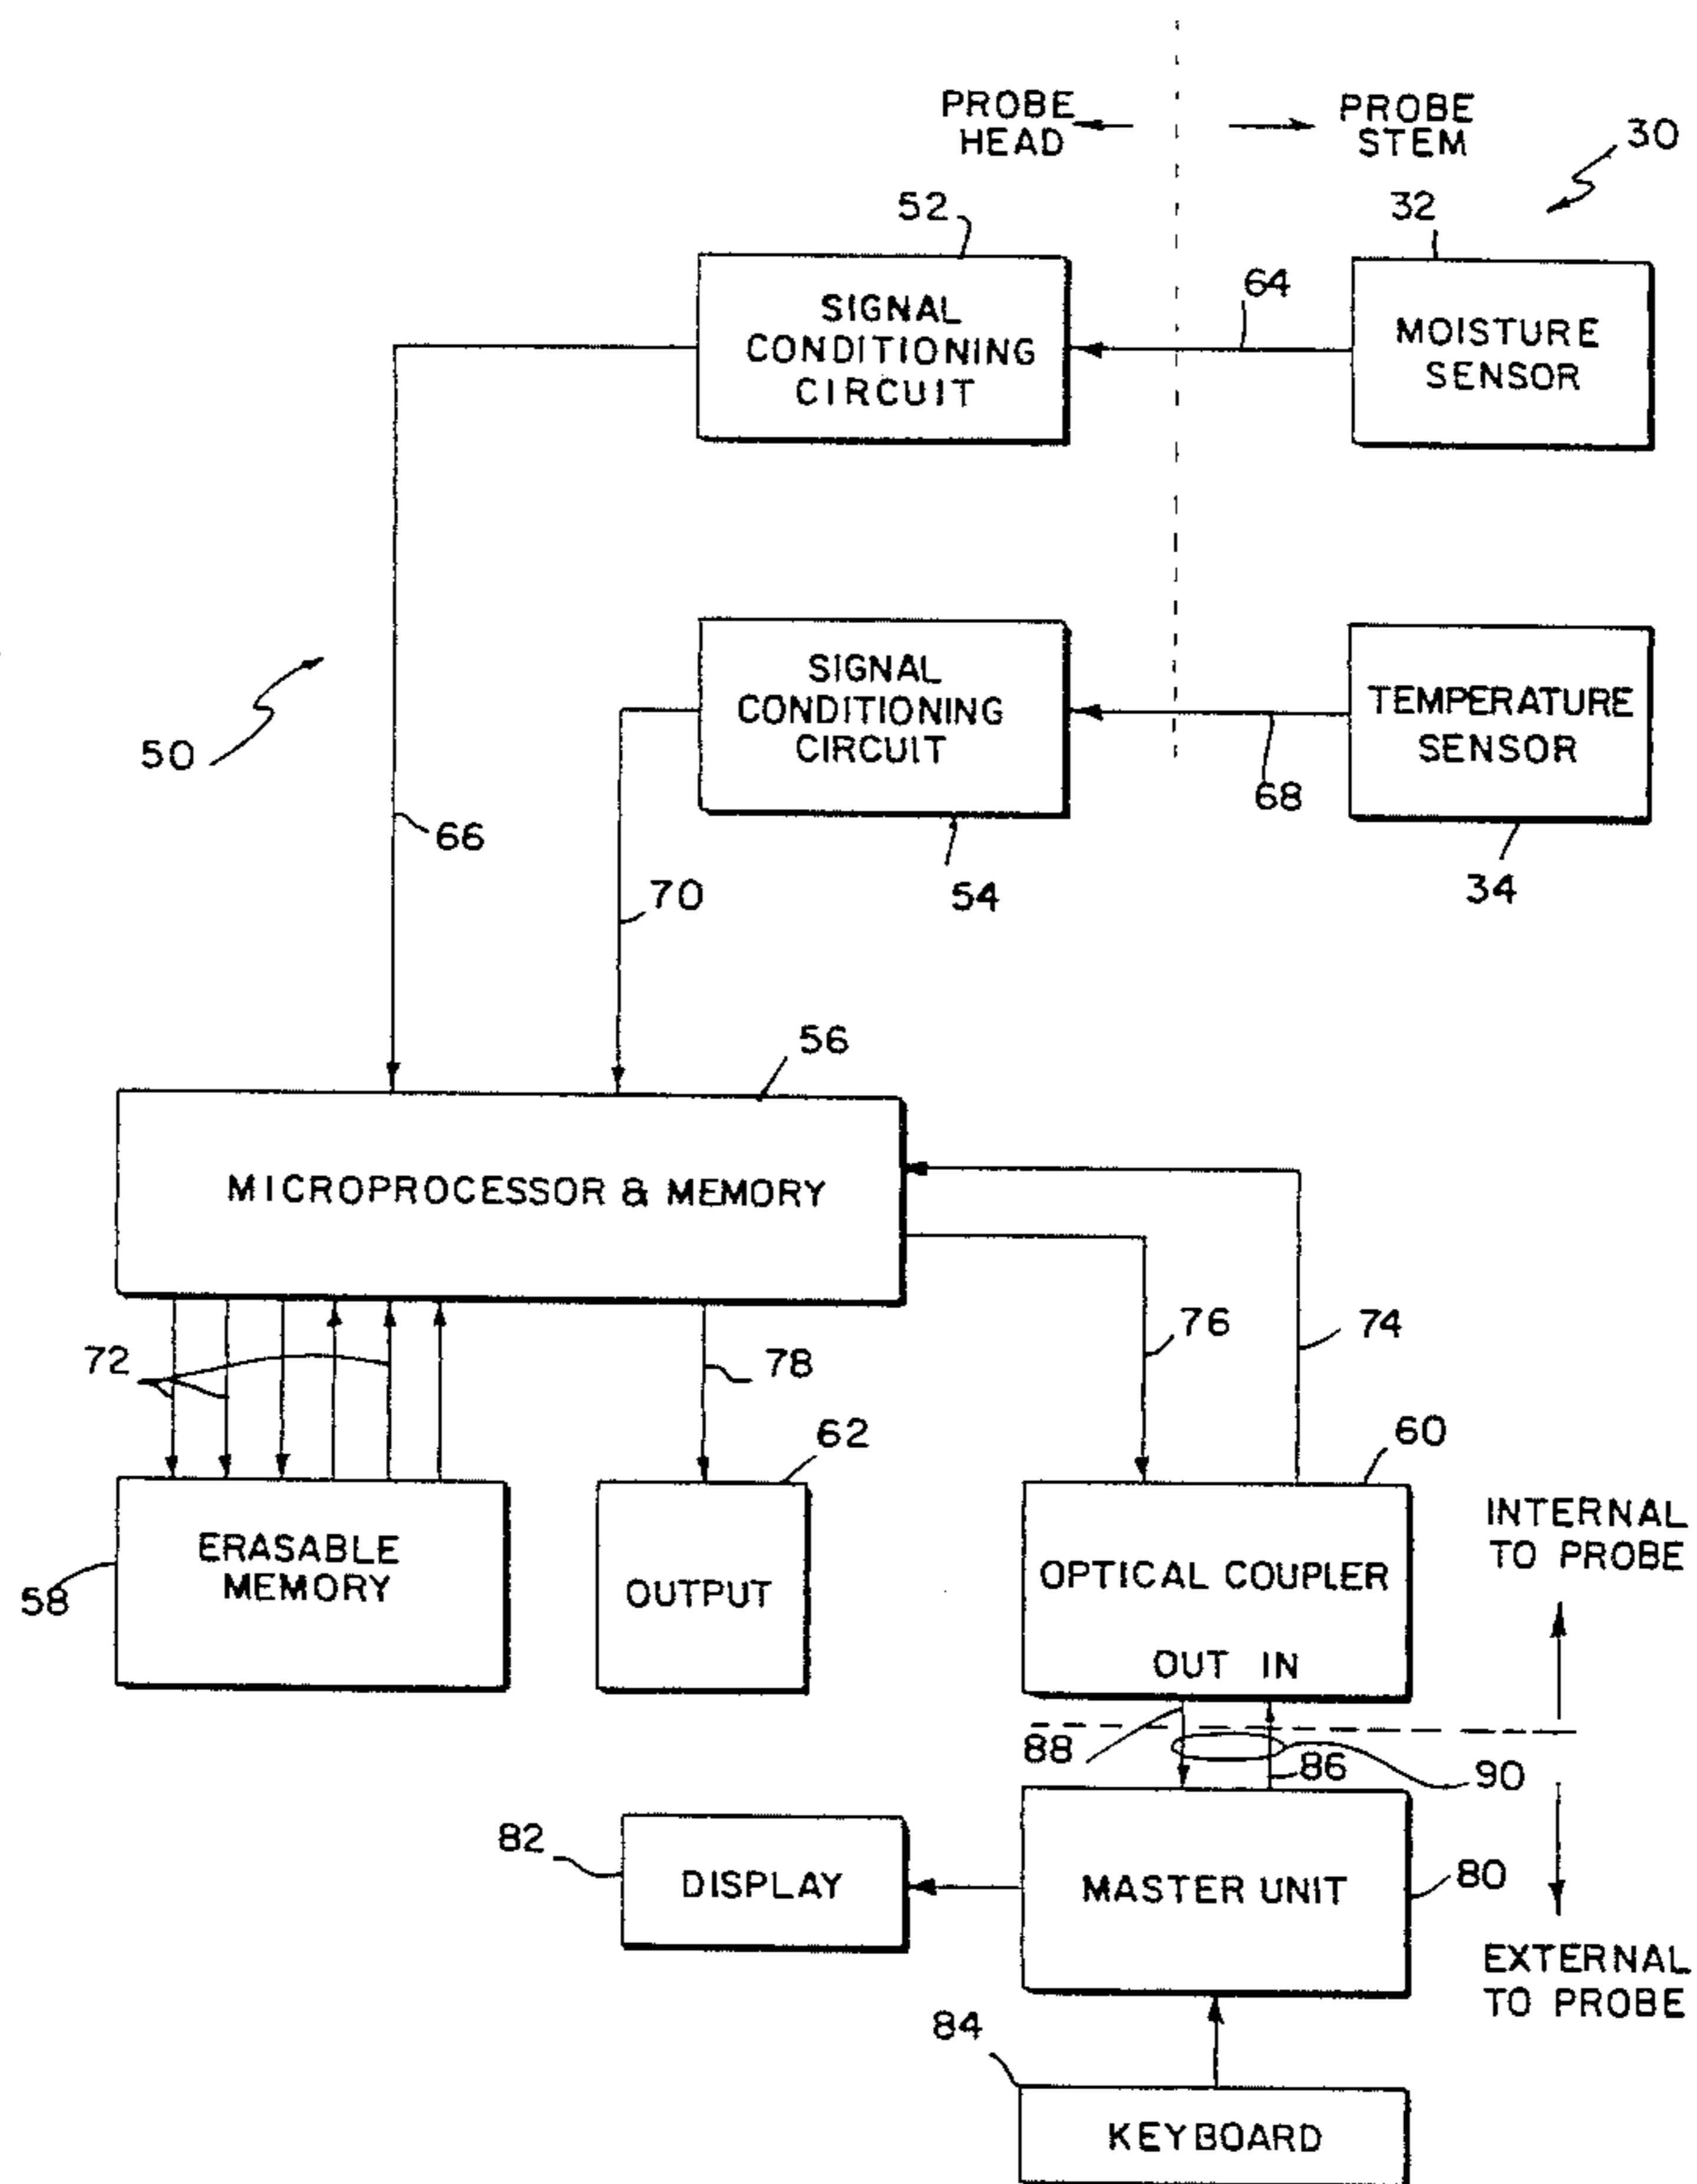 PROBE
HEAD
PROBE
STEM
30
52
32
SIGNAL
CONDITIONING
CIRCUIT
64
MOISTURE
SENSOR
SIGNAL
CONDITIONING
CIRCUIT
TEMPERATURE
SENSOR
50
66
68
70
54
34
56
MICROPROCESSOR & MEMORY
72
78
76
74
62
60
ERASABLE
MEMORY
58
OUTPUT
OPTICAL COUPLER
OUT IN
INTERNAL
TO PROBE
88
86
90
82
DISPLAY
MASTER UNIT
80
EXTERNAL
TO PROBE
84
KEYBOARD